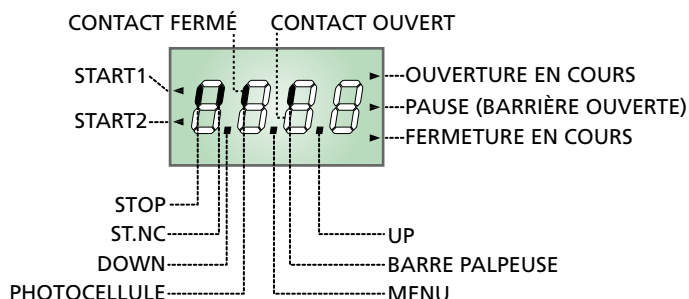 CONTACT FERMÉ
CONTACT OUVERT
START1
START2
OUVERTURE EN COURS
PAUSE (BARRIÈRE OUVERTE)
FERMETURE EN COURS
STOP
ST.NC
DOWN
PHOTOCELLULE
UP
BARRE PALPEUSE
MENU